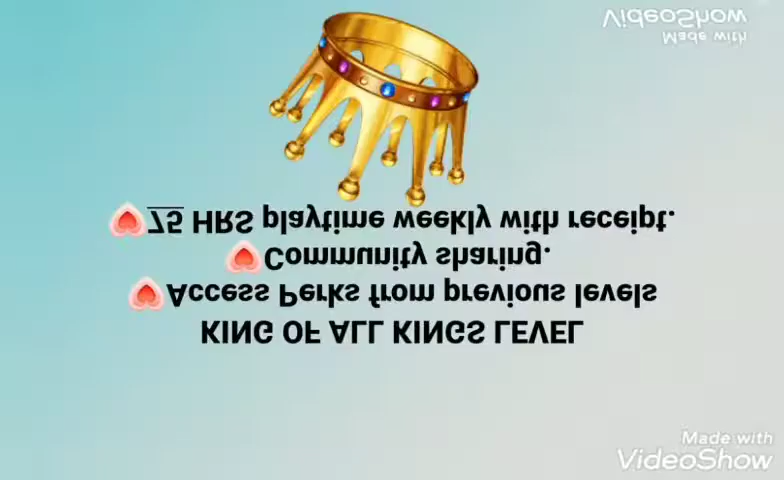 KING OF ALL KINGS LEVEL
Access Perks from previous levels
Community sharing.
75 HRS playtime weekly with receipt.
Made with
VideoShow
Made with
VideoShow